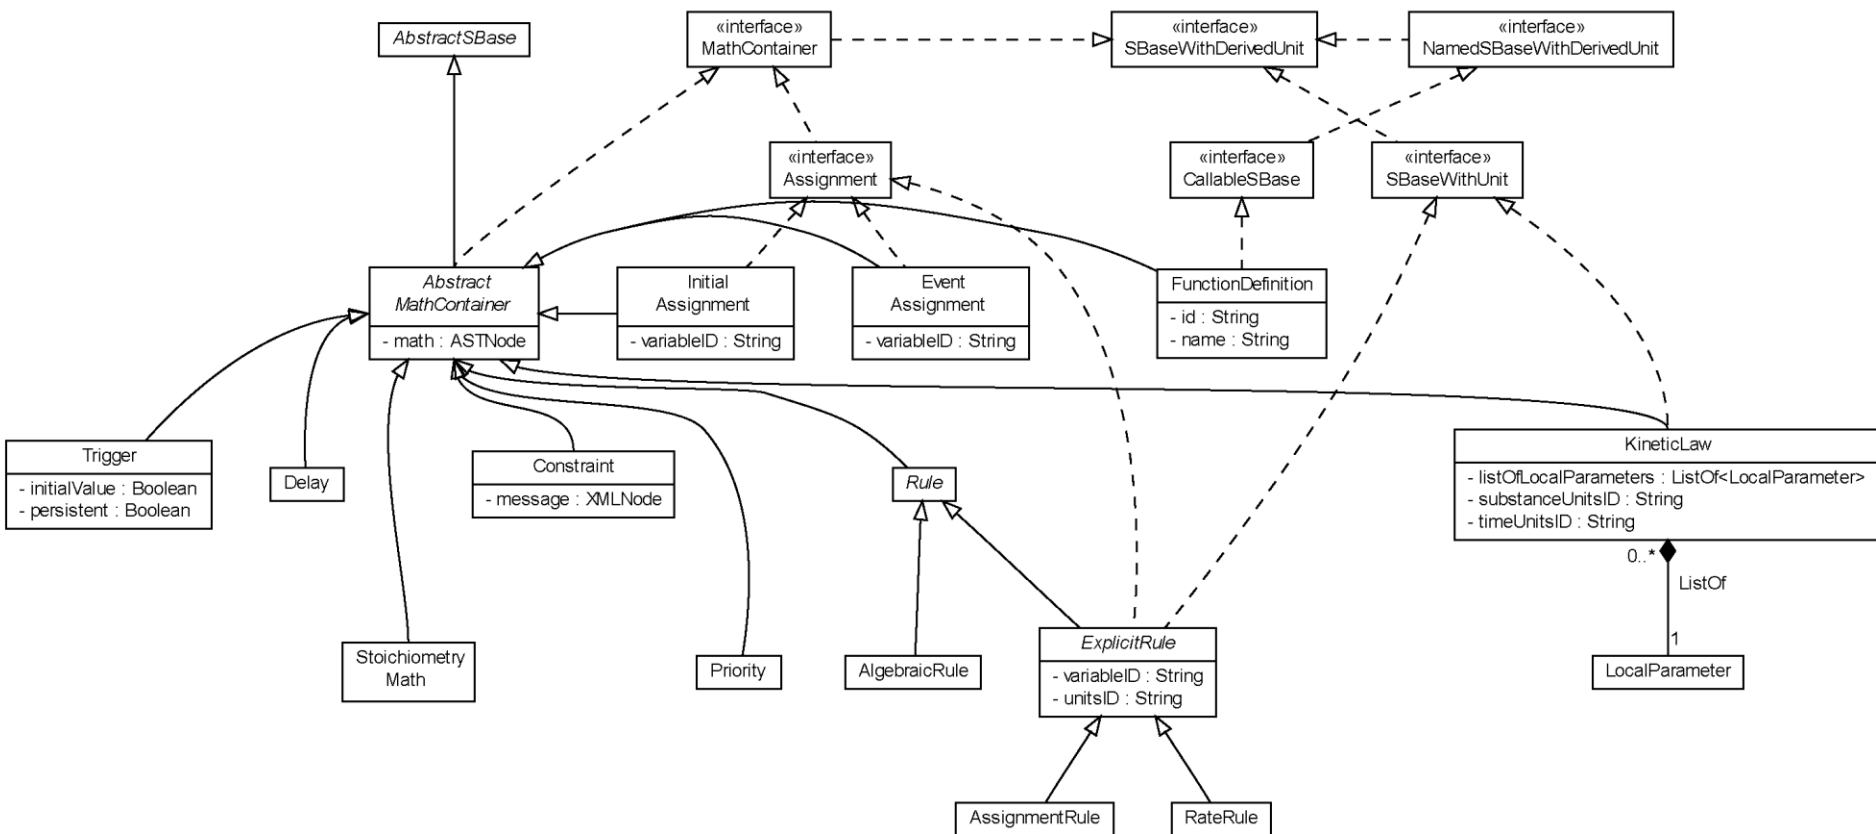 AbstractSBase
«interface»
MathContainer
«interface»
SBaseWithDerivedUnit
«interface»
NamedSBaseWithDerivedUnit
«interface»
Assignment
«interface»
CallableSBase
«interface»
SBaseWithUnit
Abstract
MathContainer
- math : ASTNode
Initial
Assignment
- variableID : String
Event
Assignment
- variableID : String
FunctionDefinition
- id : String
- name : String
Trigger
- initialValue : Boolean
- persistent : Boolean
Delay
Constraint
- message : XMLNode
Rule
KineticLaw
- listOfLocalParameters : ListOf<LocalParameter>
- substanceUnitsID : String
- timeUnitsID : String
0..*
ListOf
1
Stoichiometry
Math
Priority
AlgebraicRule
ExplicitRule
- variableID : String
- unitsID : String
LocalParameter
AssignmentRule
RateRule